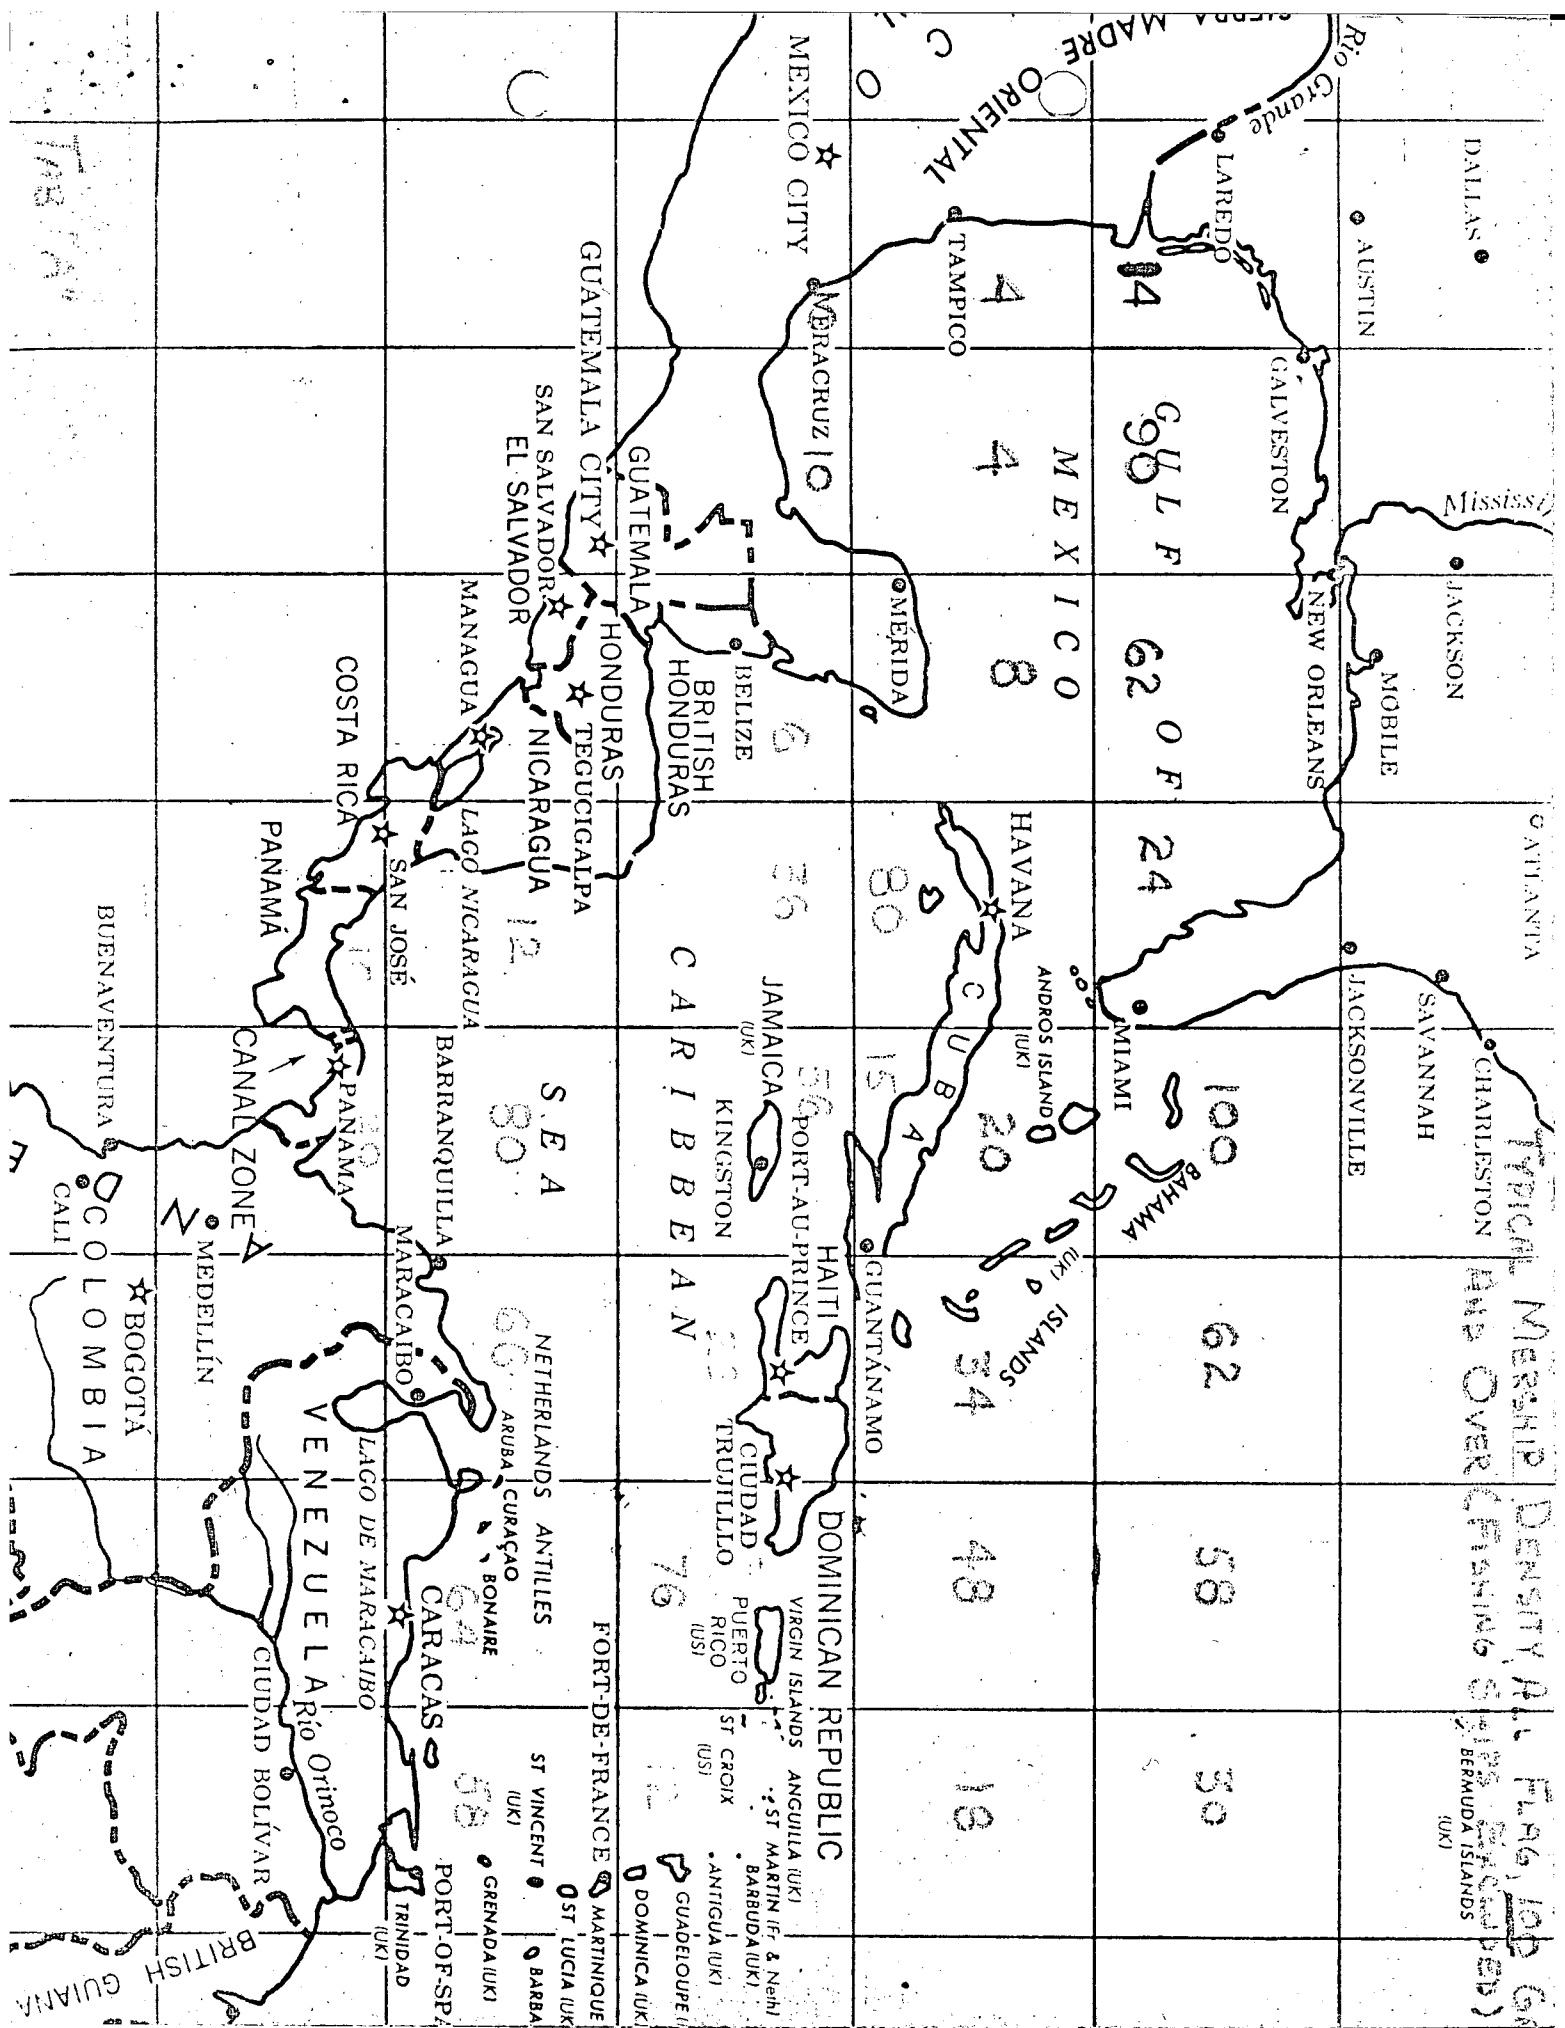 TYPICAL MERSHIP DENSITY, ALL FLAG, 100 G
AND OVER (FISHING SHIPS EXCLUDED)
DALLAS
AUSTIN
Mississi
JACKSON
ATLANTA
SAVANNAH
CHARLESTON
BERMUDA ISLANDS
(UK)
Rio Grande
LAREDO
GALVESTON
NEW ORLEANS
MOBILE
JACKSONVILLE
SIERRA MADRE ORIENTAL
14
90
62
24
100
62
58
30
GULF OF
MEXICO
MIAMI
BAHAMA
(UK)
ISLANDS
TAMPICO
4
4
8
HAVANA
ANDROS ISLAND
(UK)
20
34
48
18
MEXICO CITY
VERACRUZ
10
MÉRIDA
80
15
CUBA
GUANTÁNAMO
BELIZE
6
36
56
JAMAICA
(UK)
KINGSTON
HAITI
PORT-AU-PRINCE
DOMINICAN REPUBLIC
CIUDAD
TRUJILLO
PUERTO
RICO
(US)
VIRGIN ISLANDS
ANGUILLA (UK)
ST MARTIN (Fr & Neth)
BARBUDA (UK)
ST CROIX
(US)
ANTIGUA (UK)
GUADELOUPE (
DOMINICA (UK)
76
BRITISH
HONDURAS
GUATEMALA
GUATEMALA CITY
HONDURAS
TEGUCIGALPA
SAN SALVADOR
EL SALVADOR
NICARAGUA
MANAGUA
LAGO NICARAGUA
CARIBBEAN
SEA
12
80
60
64
58
NETHERLANDS ANTILLES
ARUBA
CURAÇAO
BONAIRE
FORT-DE-FRANCE
MARTINIQUE
ST LUCIA (UK
ST VINCENT
(UK)
BARBA
GRENADA (UK)
PORT-OF-SPA
TRINIDAD
(UK)
COSTA RICA
SAN JOSÉ
PANAMÁ
PANAMA
CANAL ZONE
BARRANQUILLA
MARACAIBO
LAGO DE MARACAIBO
CARACAS
VENEZUELA
Río Orinoco
CIUDAD BOLÍVAR
BRITISH GUIANA
BUENAVENTURA
CALI
MEDELLÍN
BOGOTÁ
COLOMBIA
TAB "A"